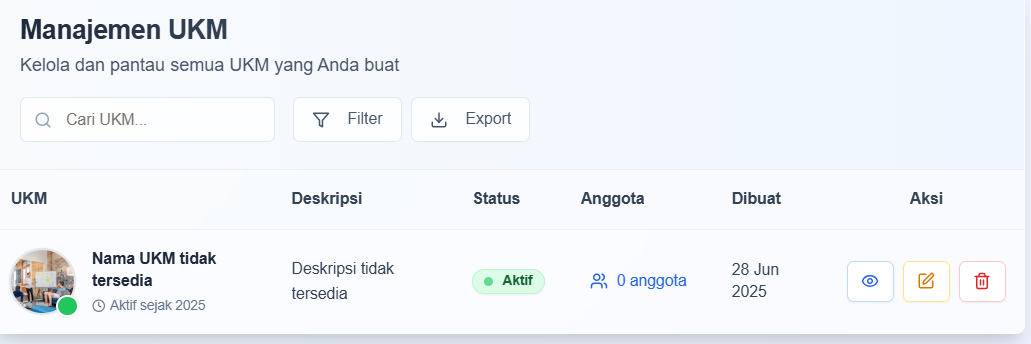 Manajemen UKM
Kelola dan pantau semua UKM yang Anda buat
Cari UKM... Filter Export
UKM Deskripsi Status Anggota Dibuat Aksi
Nama UKM tidak
tersedia
Aktif sejak 2025
Deskripsi tidak
tersedia
Aktif
0 anggota
28 Jun
2025